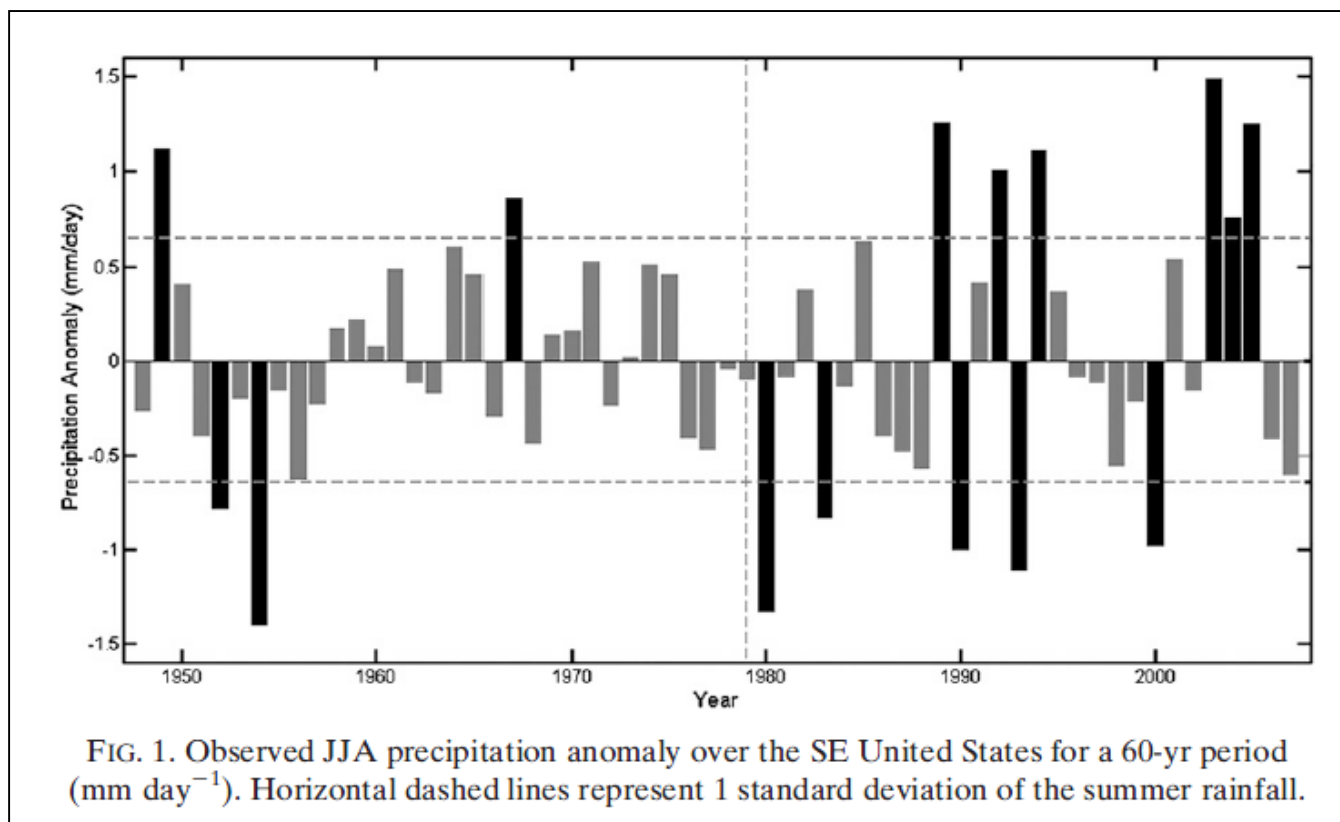 1.5
1
0.5
0
-0.5
-1
-1.5
Precipitation Anomaly (mm/day)
1950 1960 1970 1980 1990 2000
Year
FIG. 1. Observed JJA precipitation anomaly over the SE United States for a 60-yr period
(mm day⁻¹). Horizontal dashed lines represent 1 standard deviation of the summer rainfall.